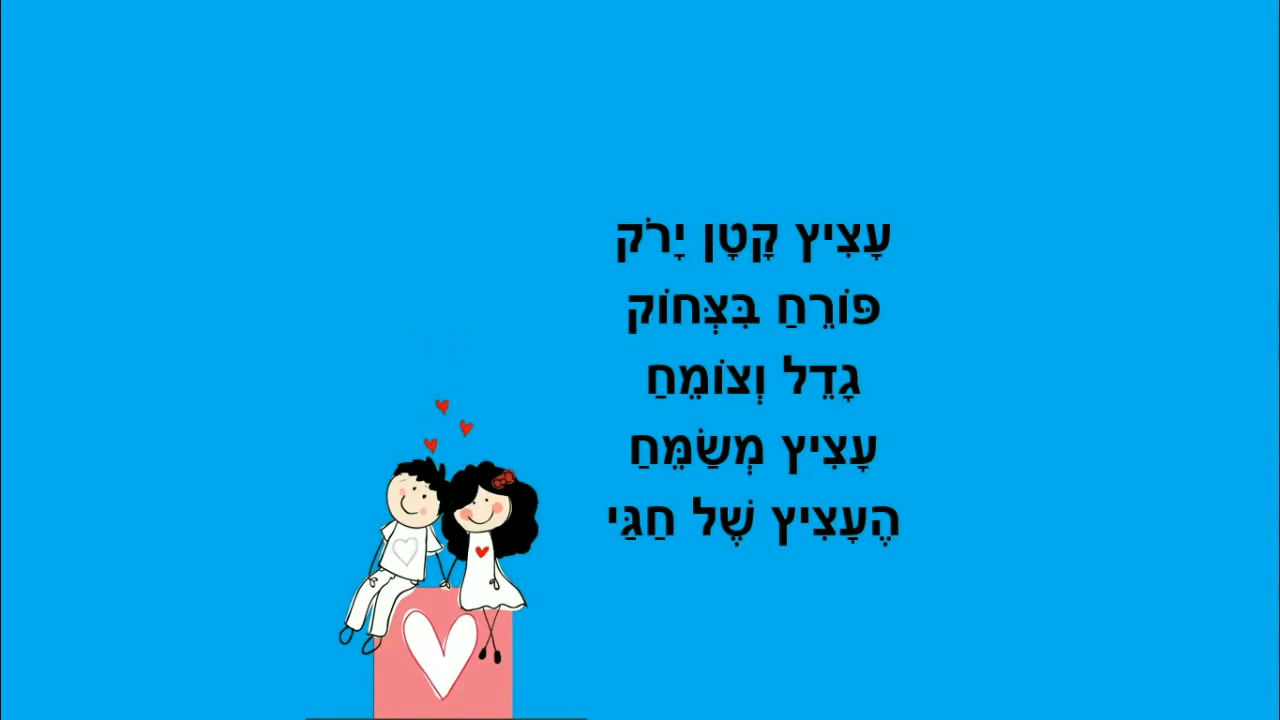 עָצִיץ קָטָן יָרֹק
פּוֹרֵחַ בִּצְּחוֹק
גָּדֵל וְצוֹמֵחַ
עָצִיץ מְשַׂמֵּחַ
הֶעָצִיץ שֶׁל חַגַּי